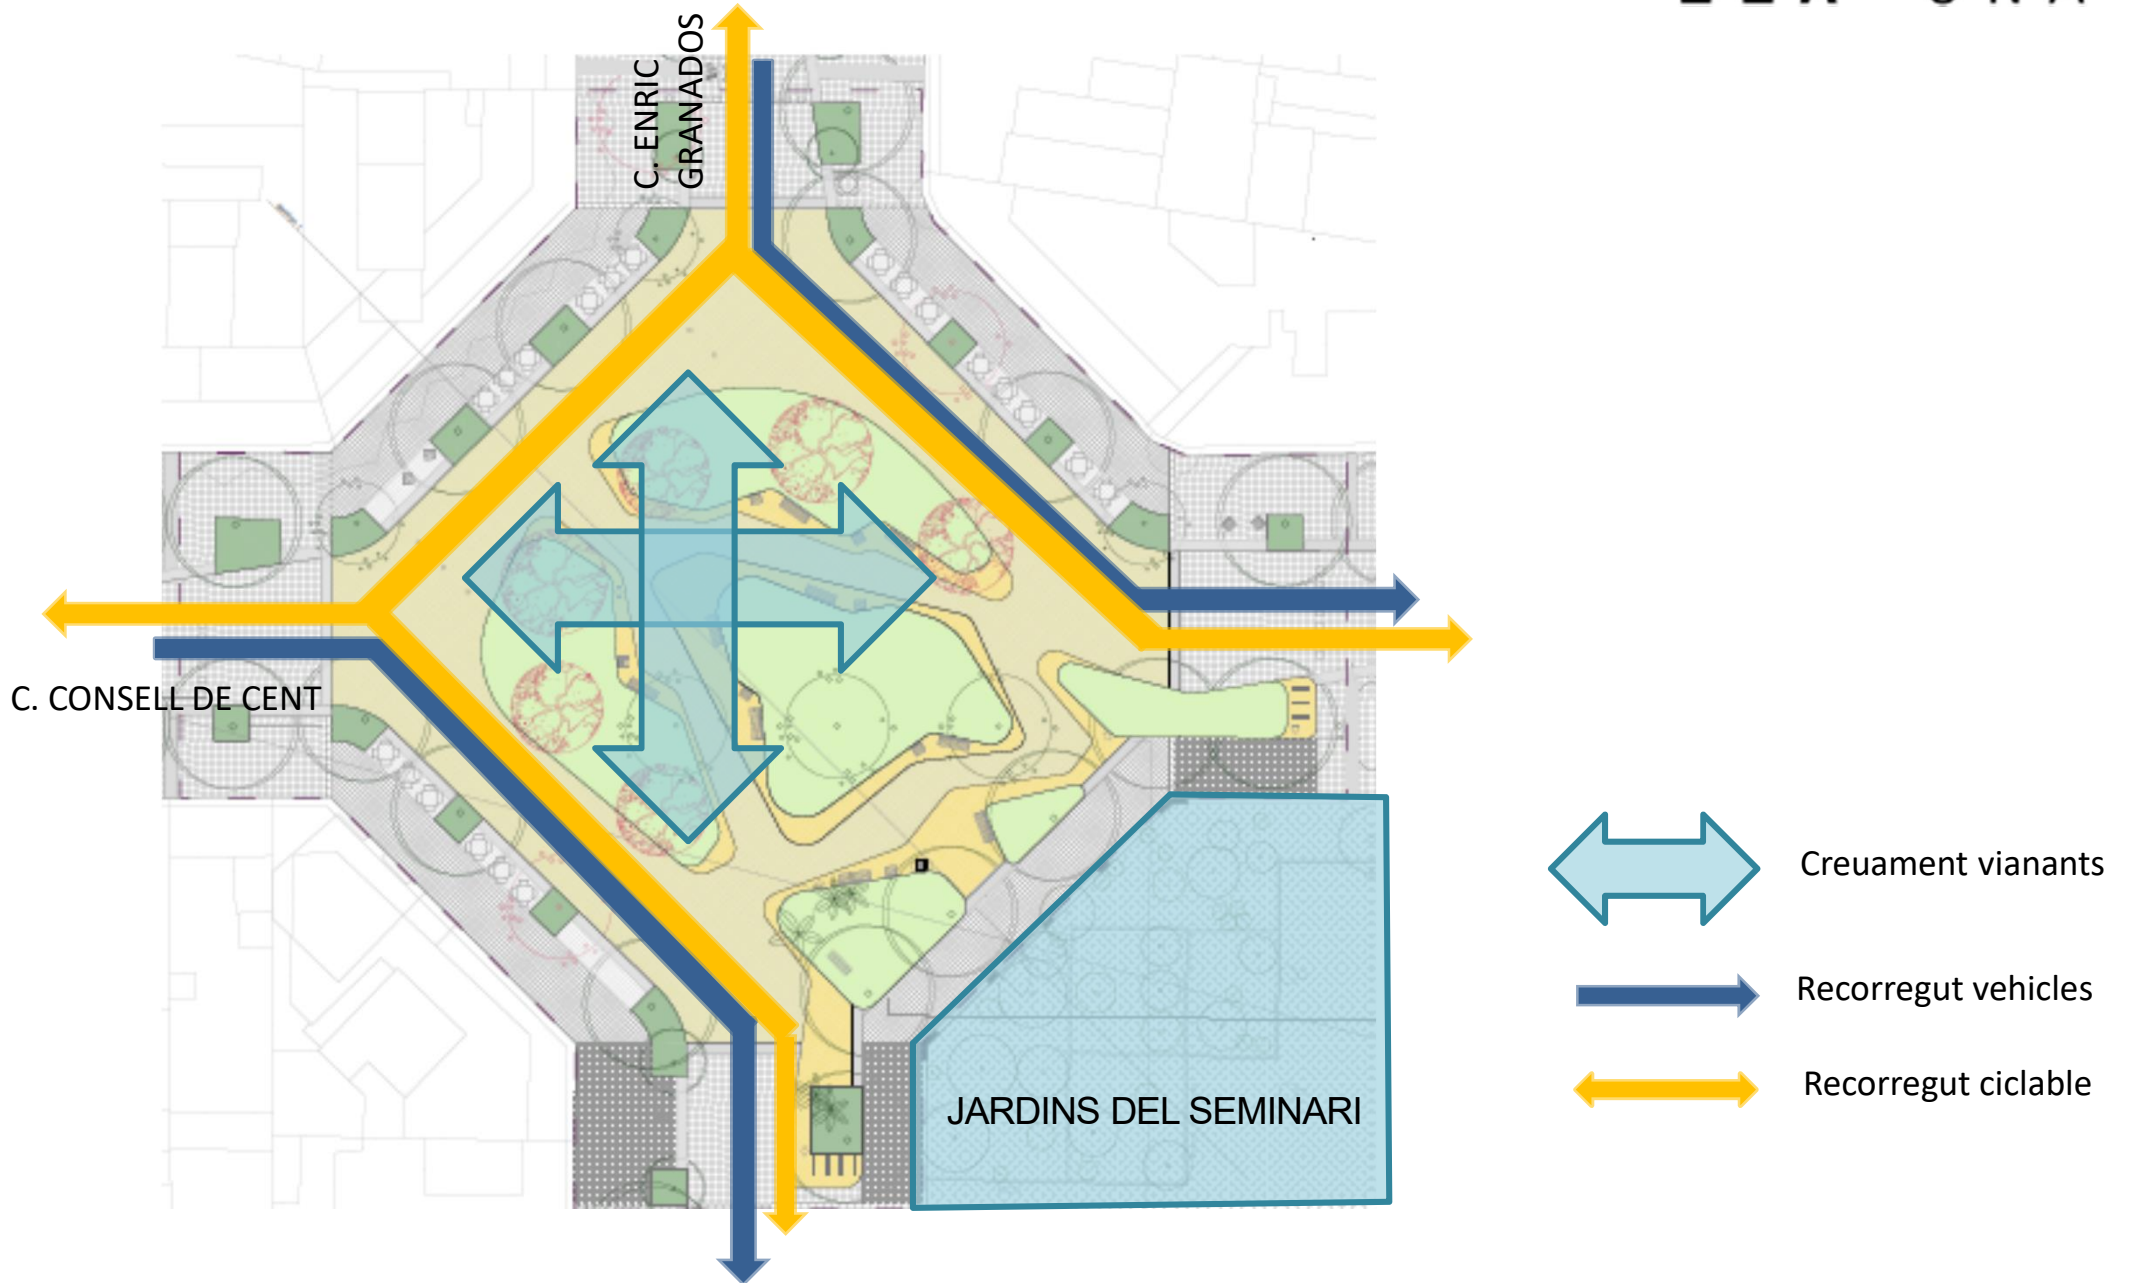 C. ENRIC
GRANADOS
C. CONSELL DE CENT
JARDINS DEL SEMINARI
Creuament vianants
Recorregut vehicles
Recorregut ciclable